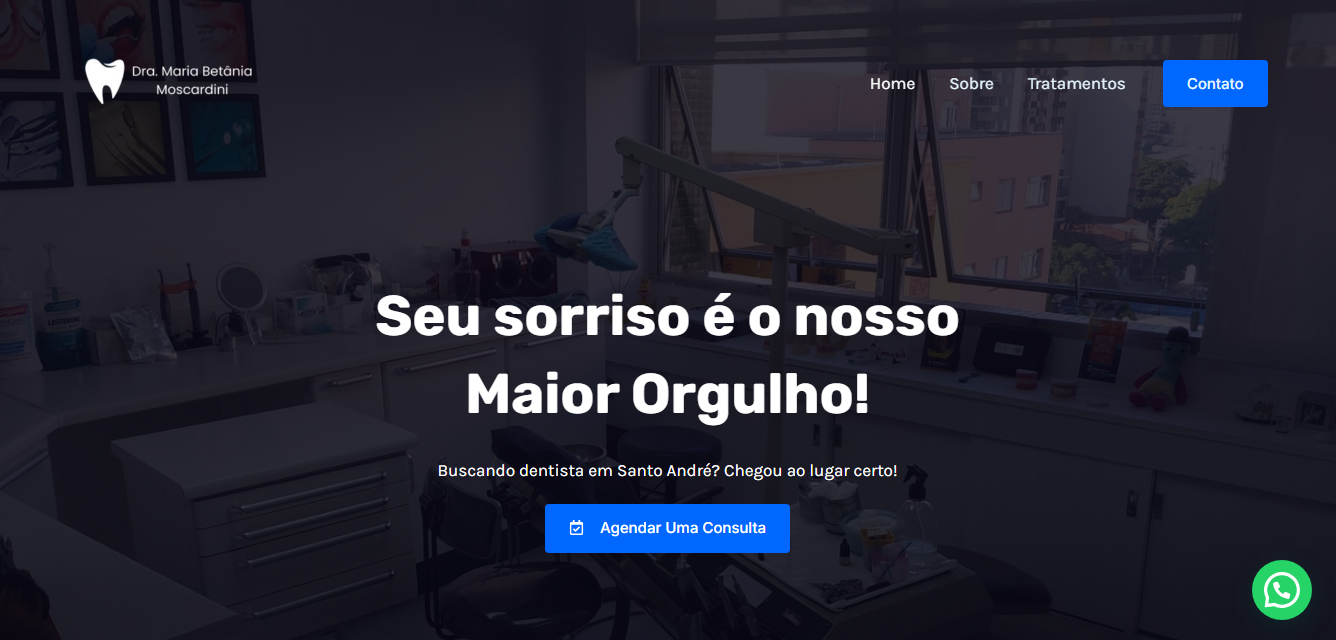 Dra. Maria Betânia
Moscardini
Home
Sobre
Tratamentos
Contato
Seu sorriso é o nosso
Maior Orgulho!
Buscando dentista em Santo André? Chegou ao lugar certo!
Agendar Uma Consulta
LISTERINE